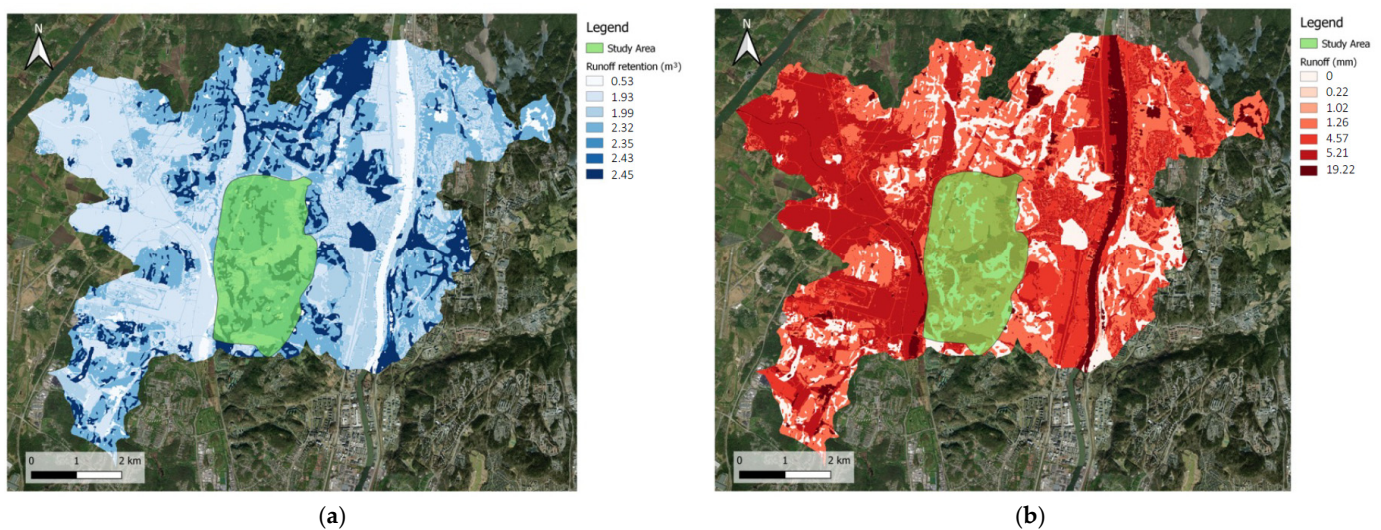 N
Legend
Study Area
Runoff retention (m³)
0.53
1.93
1.99
2.32
2.35
2.43
2.45
0 1 2 km
(a)
N
Legend
Study Area
Runoff (mm)
0
0.22
1.02
1.26
4.57
5.21
19.22
0 1 2 km
(b)